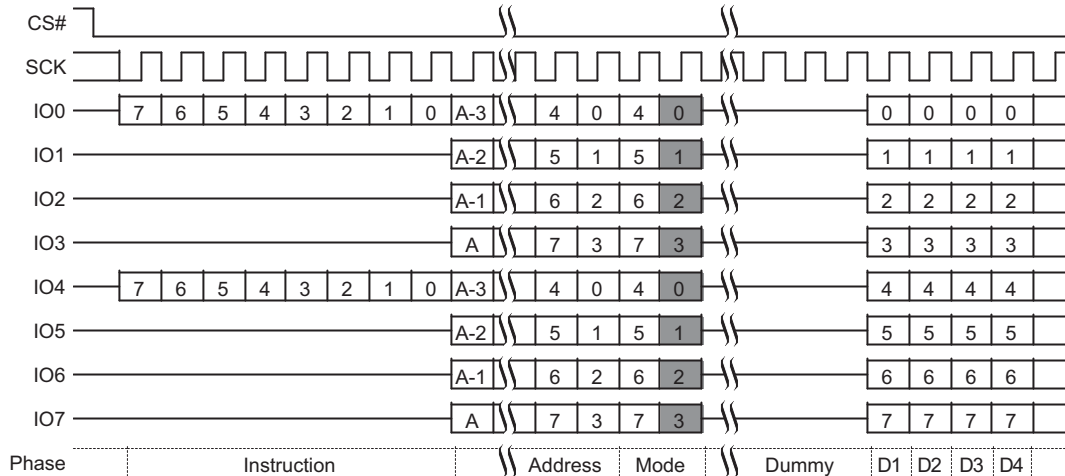 CS#
SCK
IO0 7 6 5 4 3 2 1 0 A-3 4 0 4 0 0 0 0 0
IO1 A-2 5 1 5 1 1 1 1 1
IO2 A-1 6 2 6 2 2 2 2 2
IO3 A 7 3 7 3 3 3 3 3
IO4 7 6 5 4 3 2 1 0 A-3 4 0 4 0 4 4 4 4
IO5 A-2 5 1 5 1 5 5 5 5
IO6 A-1 6 2 6 2 6 6 6 6
IO7 A 7 3 7 3 7 7 7 7
Phase Instruction Address Mode Dummy D1 D2 D3 D4